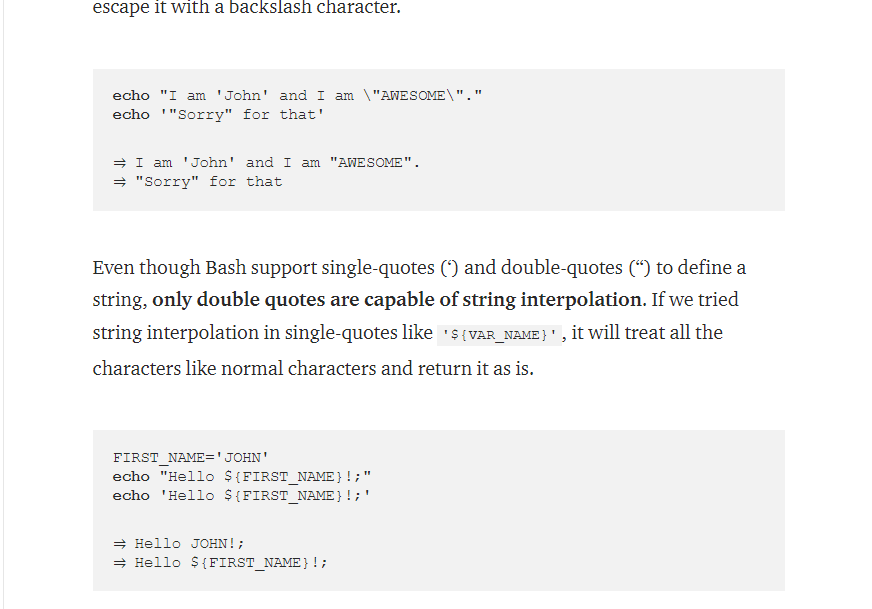 escape it with a backslash character.
echo "I am 'John' and I am \"AWESOME\"."
echo '"Sorry" for that'
⇒ I am 'John' and I am "AWESOME".
⇒ "Sorry" for that
Even though Bash support single-quotes (‘) and double-quotes (“) to define a
string, only double quotes are capable of string interpolation. If we tried
string interpolation in single-quotes like '${VAR_NAME}', it will treat all the
characters like normal characters and return it as is.
FIRST_NAME='JOHN'
echo "Hello ${FIRST_NAME}!;"
echo 'Hello ${FIRST_NAME}!;'
⇒ Hello JOHN!;
⇒ Hello ${FIRST_NAME}!;